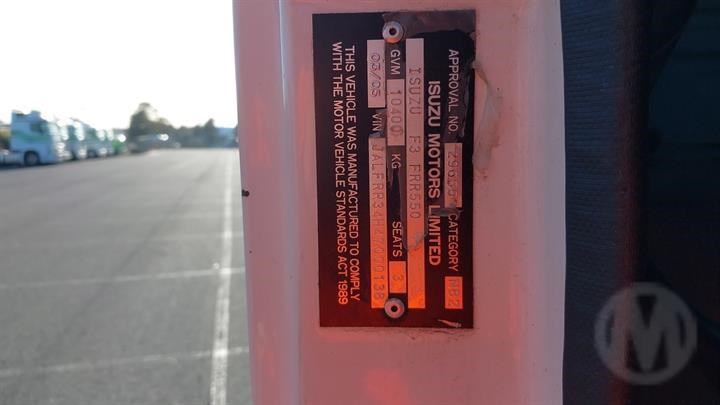 APPROVAL NO. CATEGORY NB2
ISUZU MOTORS LIMITED
ISUZU F3 FRR550
GVM 10400 KG SEATS 3
03/05 VIN
THIS VEHICLE WAS MANUFACTURED TO COMPLY
WITH THE MOTOR VEHICLE STANDARDS ACT 1989
M